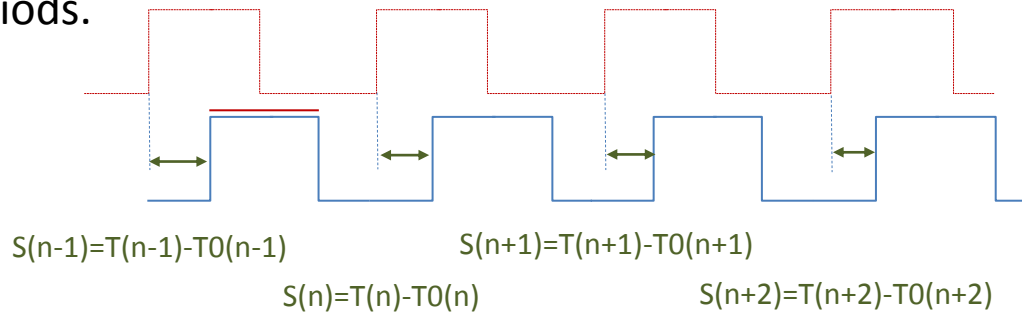 iods.
S(n-1)=T(n-1)-T0(n-1)
S(n+1)=T(n+1)-T0(n+1)
S(n)=T(n)-T0(n)
S(n+2)=T(n+2)-T0(n+2)